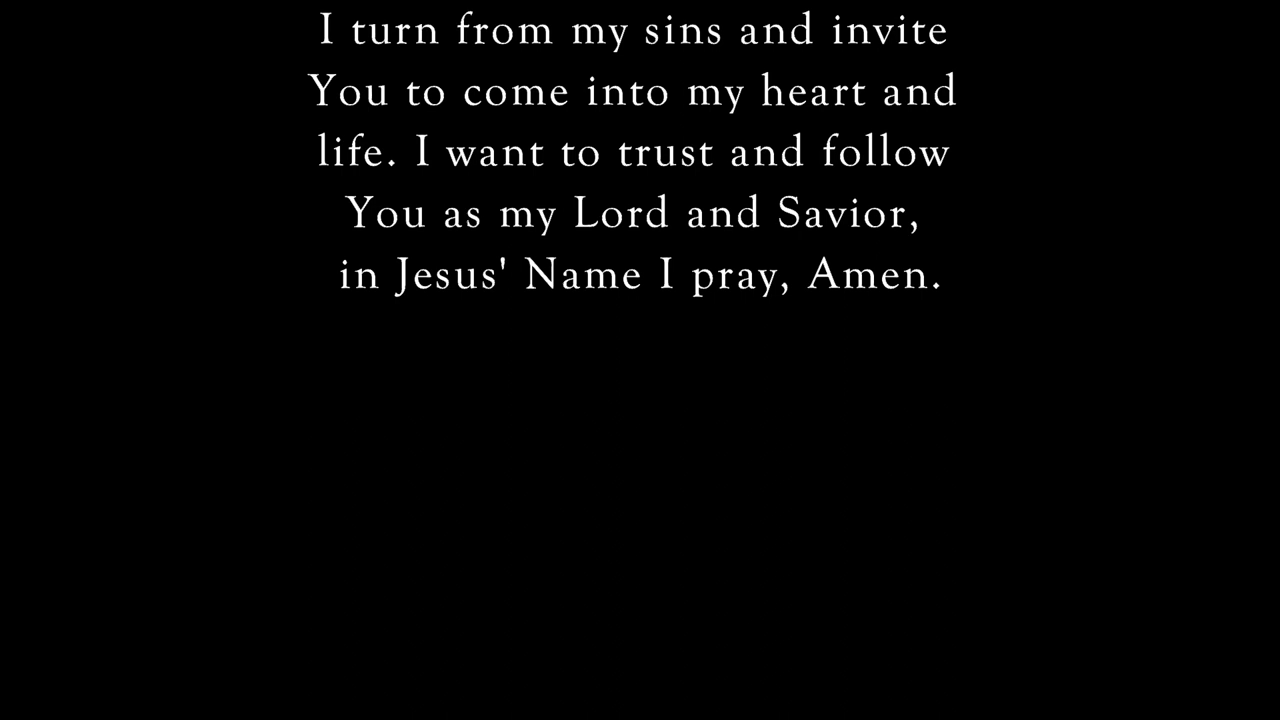 I turn from my sins and invite
You to come into my heart and
life. I want to trust and follow
You as my Lord and Savior,
in Jesus' Name I pray, Amen.